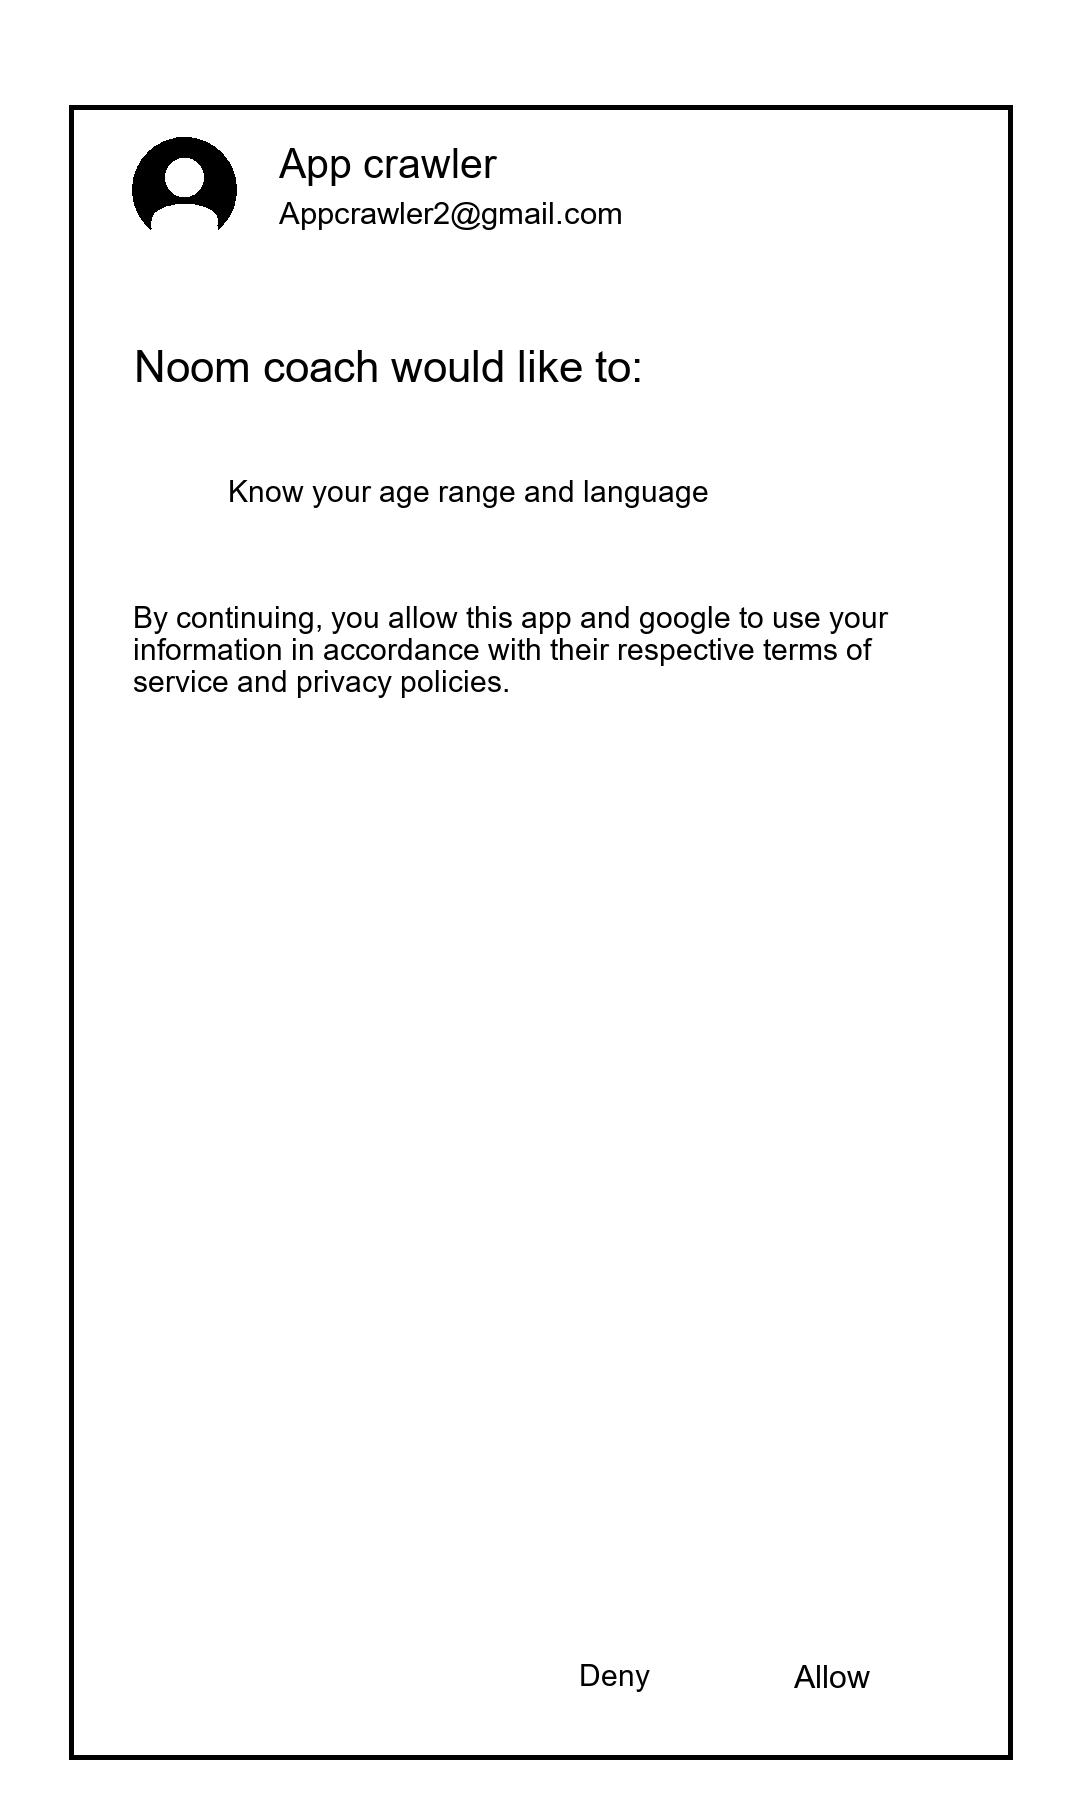 App crawler
Appcrawler2@gmail.com
Noom coach would like to:
Know your age range and language
By continuing, you allow this app and google to use your
information in accordance with their respective terms of
service and privacy policies.
Deny
Allow